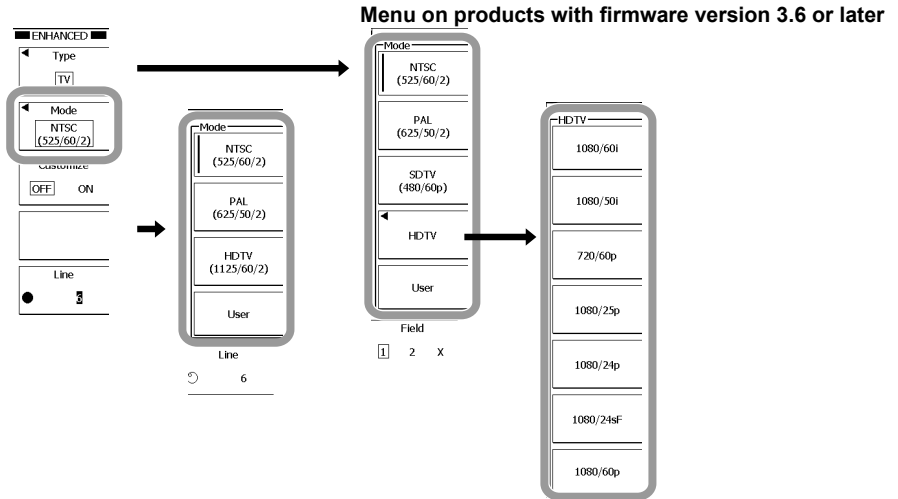 Menu on products with firmware version 3.6 or later
ENHANCED
Type
TV
Mode
NTSC
(525/60/2)
Customize
OFF ON
Line
6
Mode
NTSC
(525/60/2)
PAL
(625/50/2)
HDTV
(1125/60/2)
User
Line
6
Mode
NTSC
(525/60/2)
PAL
(625/50/2)
SDTV
(480/60p)
HDTV
User
Field
1 2 X
HDTV
1080/60i
1080/50i
720/60p
1080/25p
1080/24p
1080/24sF
1080/60p